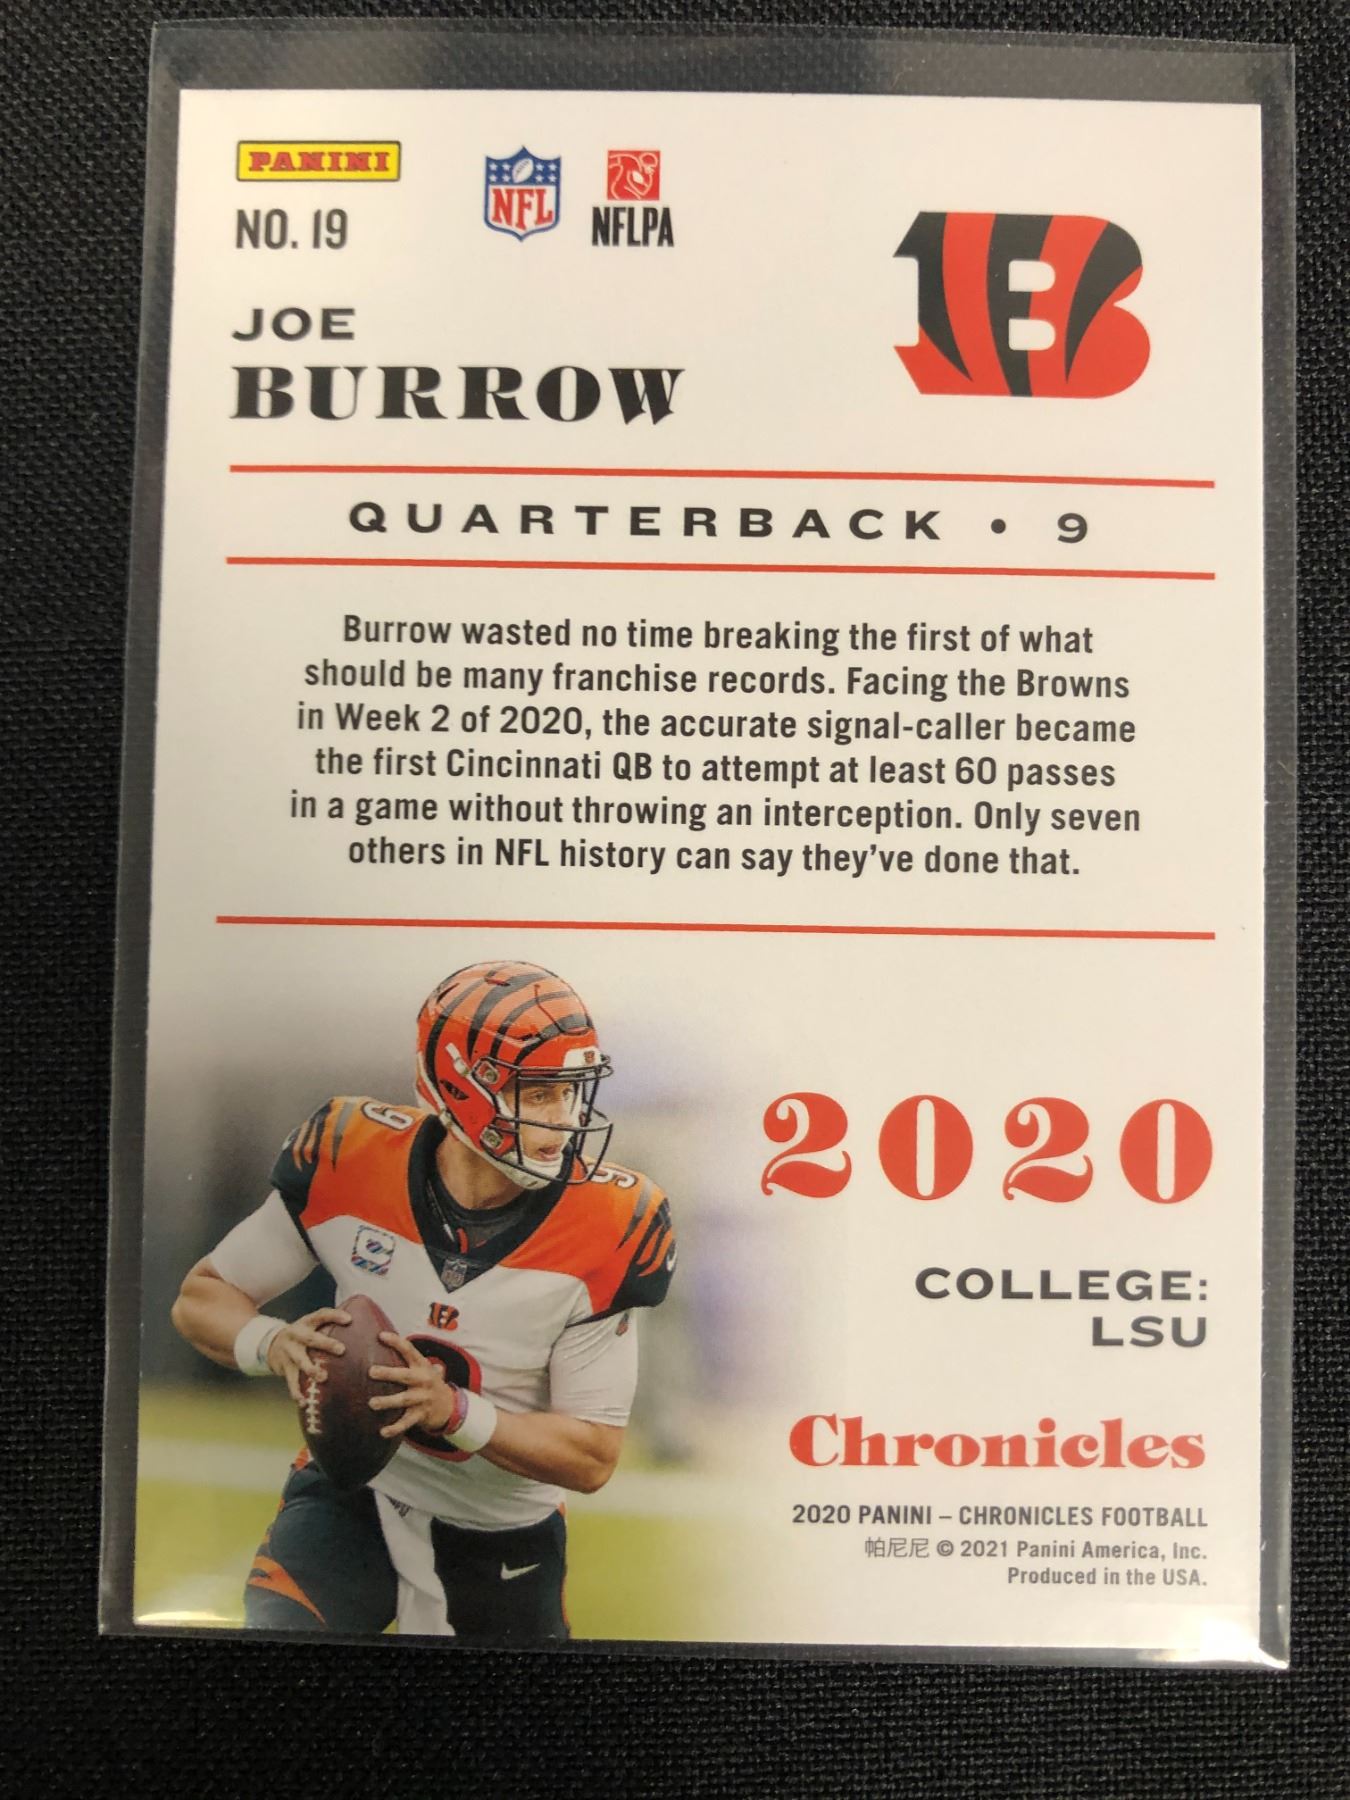 PANINI
NO. 19
NFL
NFLPA
B
JOE
BURROW
QUARTERBACK • 9
Burrow wasted no time breaking the first of what
should be many franchise records. Facing the Browns
in Week 2 of 2020, the accurate signal-caller became
the first Cincinnati QB to attempt at least 60 passes
in a game without throwing an interception. Only seven
others in NFL history can say they've done that.
9
9
B
9
2020
COLLEGE:
LSU
Chronicles
2020 PANINI – CHRONICLES FOOTBALL
帕尼尼 © 2021 Panini America, Inc.
Produced in the USA.